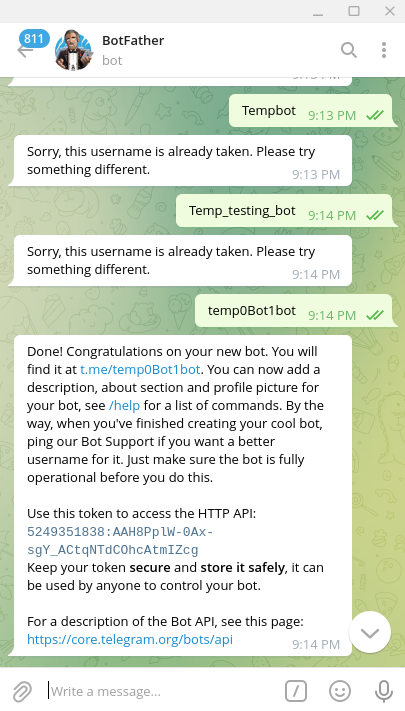 811
BotFather
bot
Tempbot 9:13 PM
Sorry, this username is already taken. Please try
something different.
9:13 PM
Temp_testing_bot 9:14 PM
Sorry, this username is already taken. Please try
something different.
9:14 PM
temp0Bot1bot 9:14 PM
Done! Congratulations on your new bot. You will
find it at t.me/temp0Bot1bot. You can now add a
description, about section and profile picture for
your bot, see /help for a list of commands. By the
way, when you've finished creating your cool bot,
ping our Bot Support if you want a better
username for it. Just make sure the bot is fully
operational before you do this.
Use this token to access the HTTP API:
5249351838:AAH8PplW-0Ax-
sgY_ACtqNTdCOhcAtmIZcg
Keep your token secure and store it safely, it can
be used by anyone to control your bot.
For a description of the Bot API, see this page:
https://core.telegram.org/bots/api
9:14 PM
Write a message...